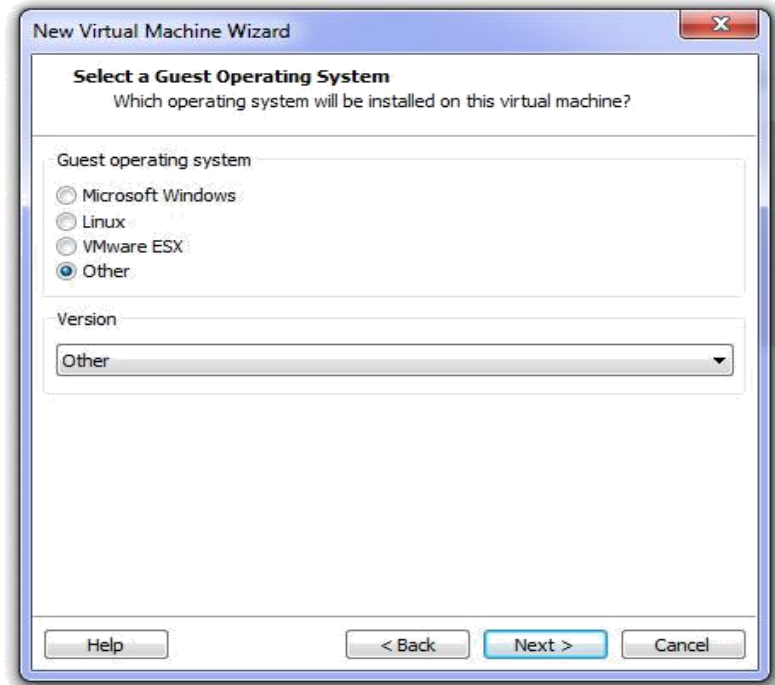 New Virtual Machine Wizard
Select a Guest Operating System
Which operating system will be installed on this virtual machine?
Guest operating system
Microsoft Windows
Linux
VMware ESX
Other
Version
Other
Help
< Back
Next >
Cancel